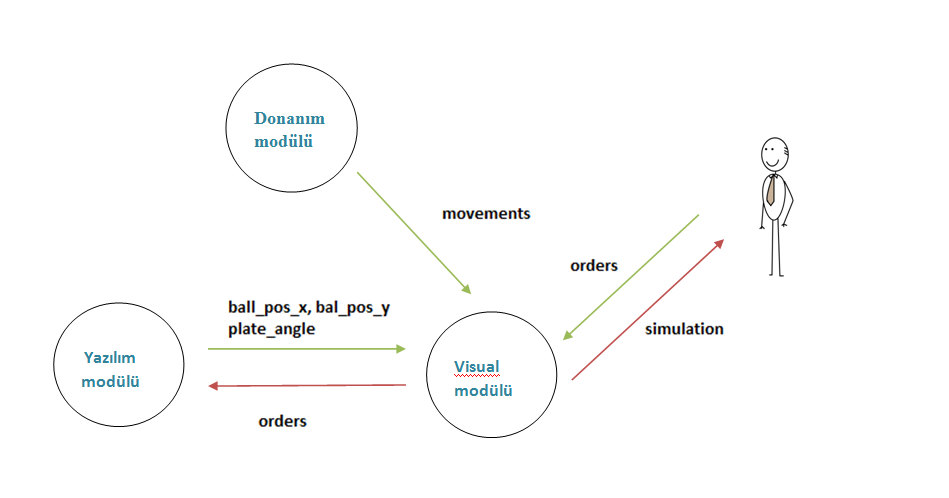 Donanım
modülü
movements
orders
ball_pos_x, bal_pos_y
plate_angle
simulation
Yazılım
modülü
Visual
modülü
orders